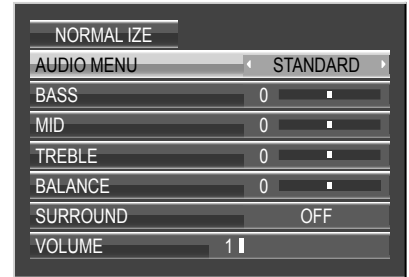 NORMAL IZE
AUDIO MENU STANDARD
BASS 0
MID 0
TREBLE 0
BALANCE 0
SURROUND OFF
VOLUME 1